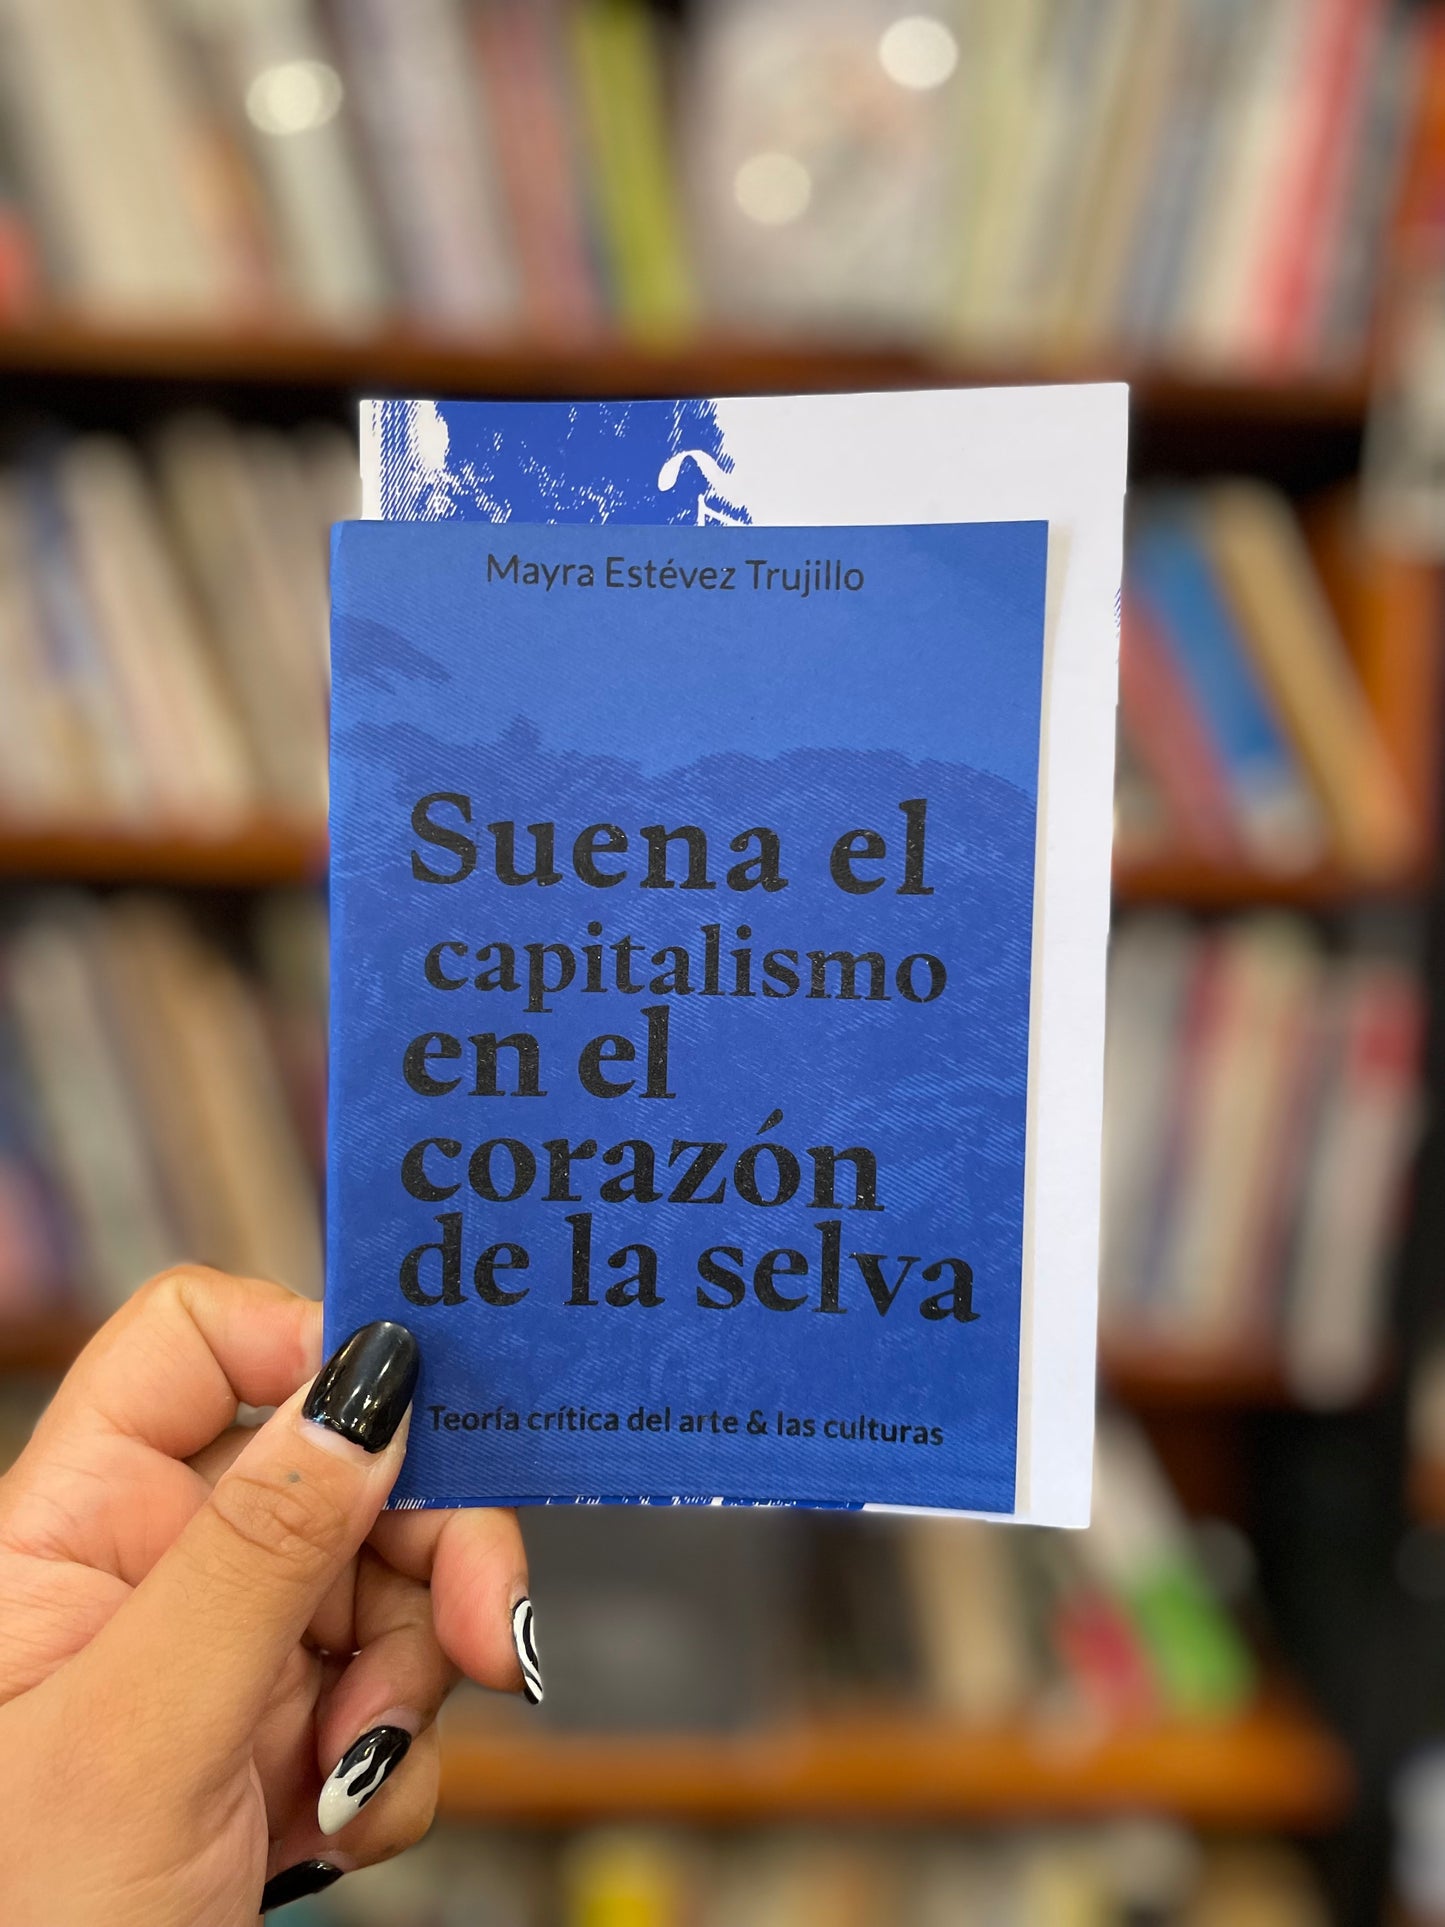 Mayra Estévez Trujillo
Suena el
capitalismo
en el
corazón
de la selva
Teoría crítica del arte & las culturas